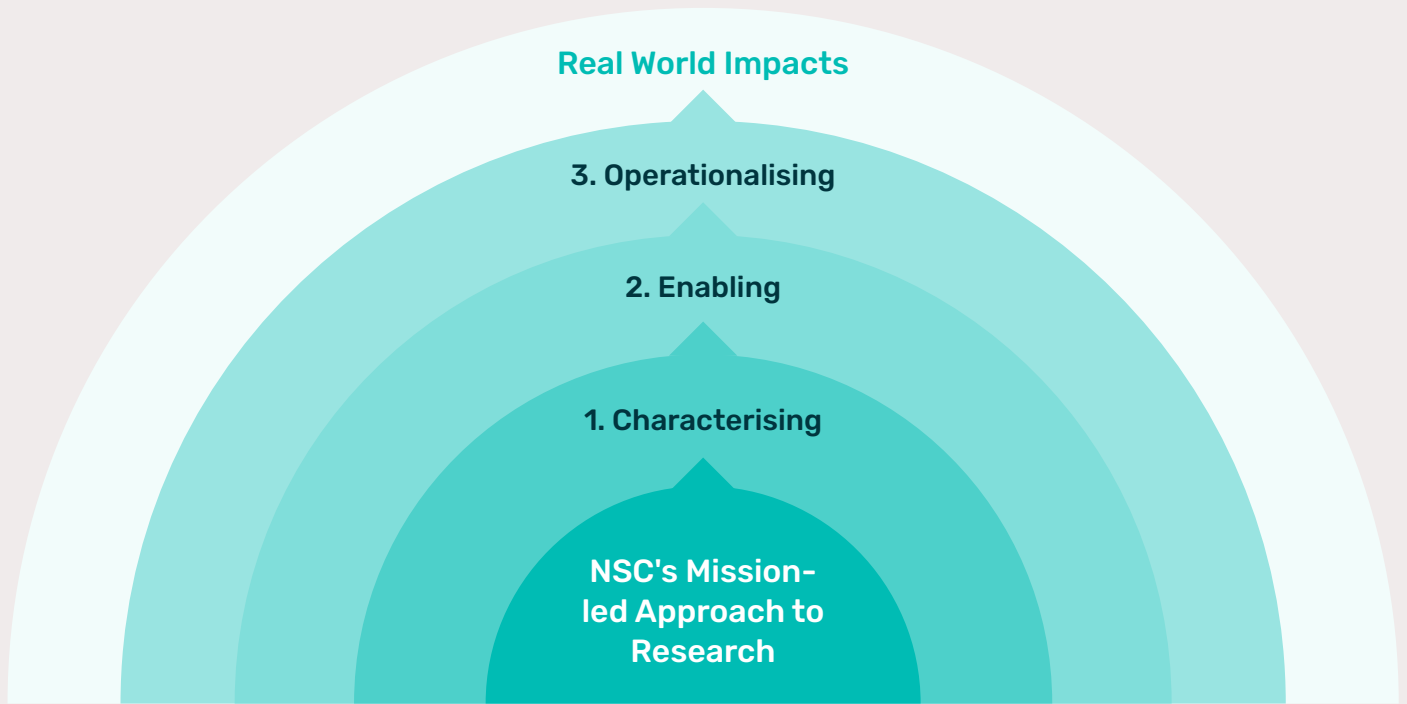 Real World Impacts
3. Operationalising
2. Enabling
1. Characterising
NSC's Mission-
led Approach to
Research